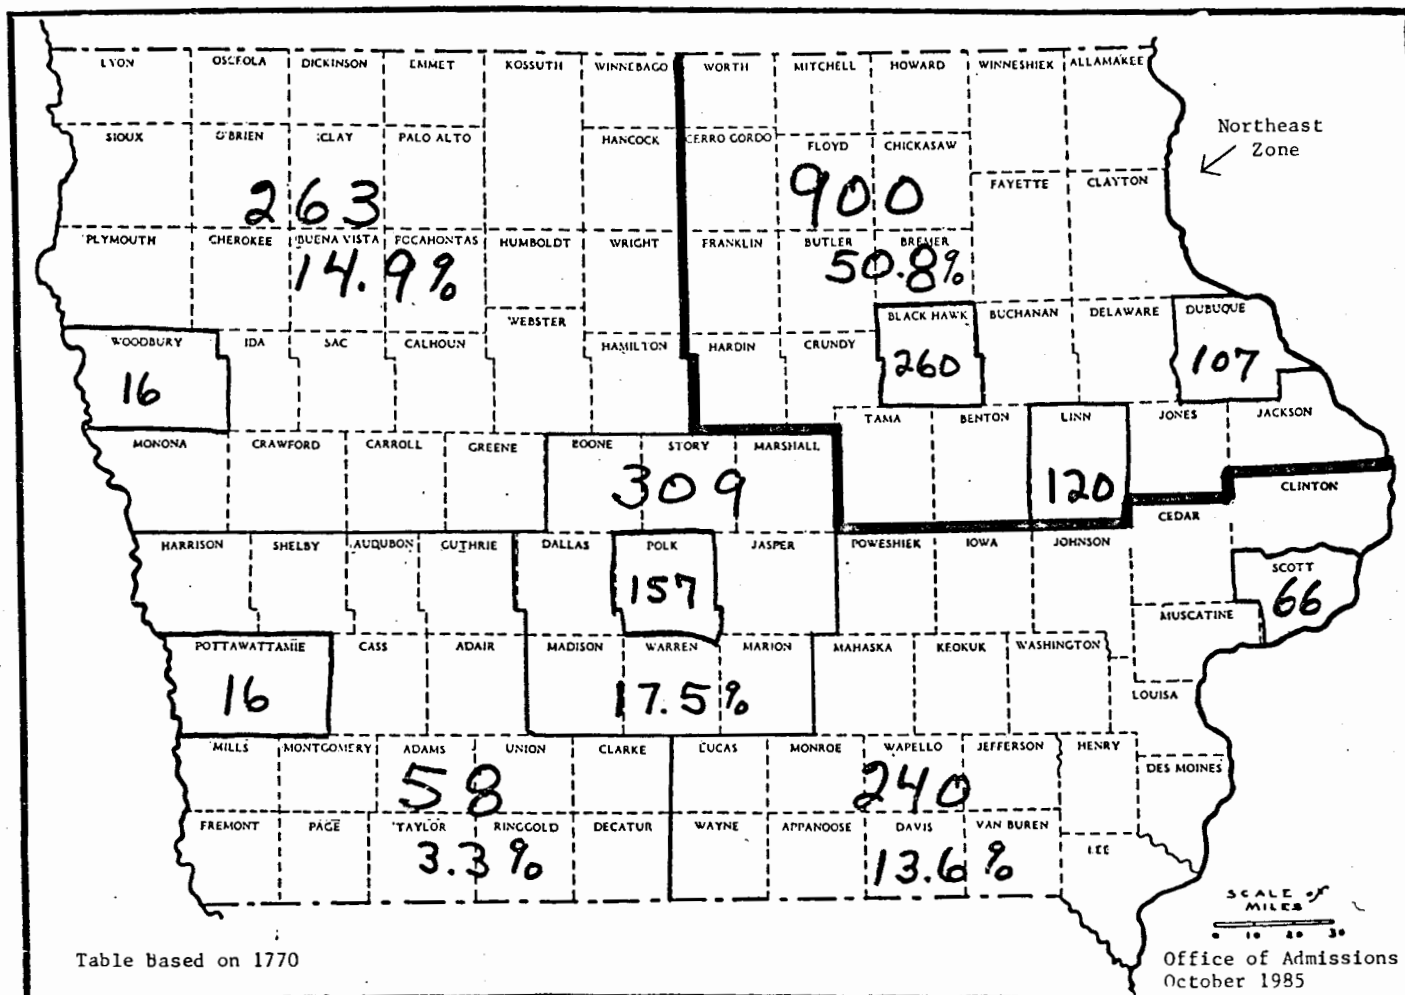 LYON OSCEOLA DICKINSON EMMET KOSSUTH WINNEBAGO WORTH MITCHELL HOWARD WINNESHIEK ALLAMAKEE
Northeast
Zone
SIOUX O'BRIEN CLAY PALO ALTO HANCOCK CERRO GORDO FLOYD CHICKASAW
FAYETTE CLAYTON
263 900
PLYMOUTH CHEROKEE BUENA VISTA POCAHONTAS HUMBOLDT WRIGHT FRANKLIN BUTLER BREMER
14.9% 50.8%
WEBSTER BLACK HAWK BUCHANAN DELAWARE DUBUQUE
WOODBURY IDA SAC CALHOUN HAMILTON HARDIN GRUNDY
16 260 107
TAMA BENTON LINN JONES JACKSON
MONONA CRAWFORD CARROLL GREENE BOONE STORY MARSHALL
309 120
CLINTON
CEDAR
HARRISON SHELBY AUDUBON GUTHRIE DALLAS POLK JASPER POWESHIEK IOWA JOHNSON
SCOTT
157 66
MUSCATINE
POTTAWATTAMIE CASS ADAIR MADISON WARREN MARION MAHASKA KEOKUK WASHINGTON
16 17.5%
LOUISA
MILLS MONTGOMERY ADAMS UNION CLARKE LUCAS MONROE WAPELLO JEFFERSON HENRY
DES MOINES
58 240
FREMONT PAGE TAYLOR RINGGOLD DECATUR WAYNE APPANOOSE DAVIS VAN BUREN
LEE
3.3% 13.6%
SCALE of
MILES
0 10 20 30
Table Based on 1770
Office of Admissions
October 1985